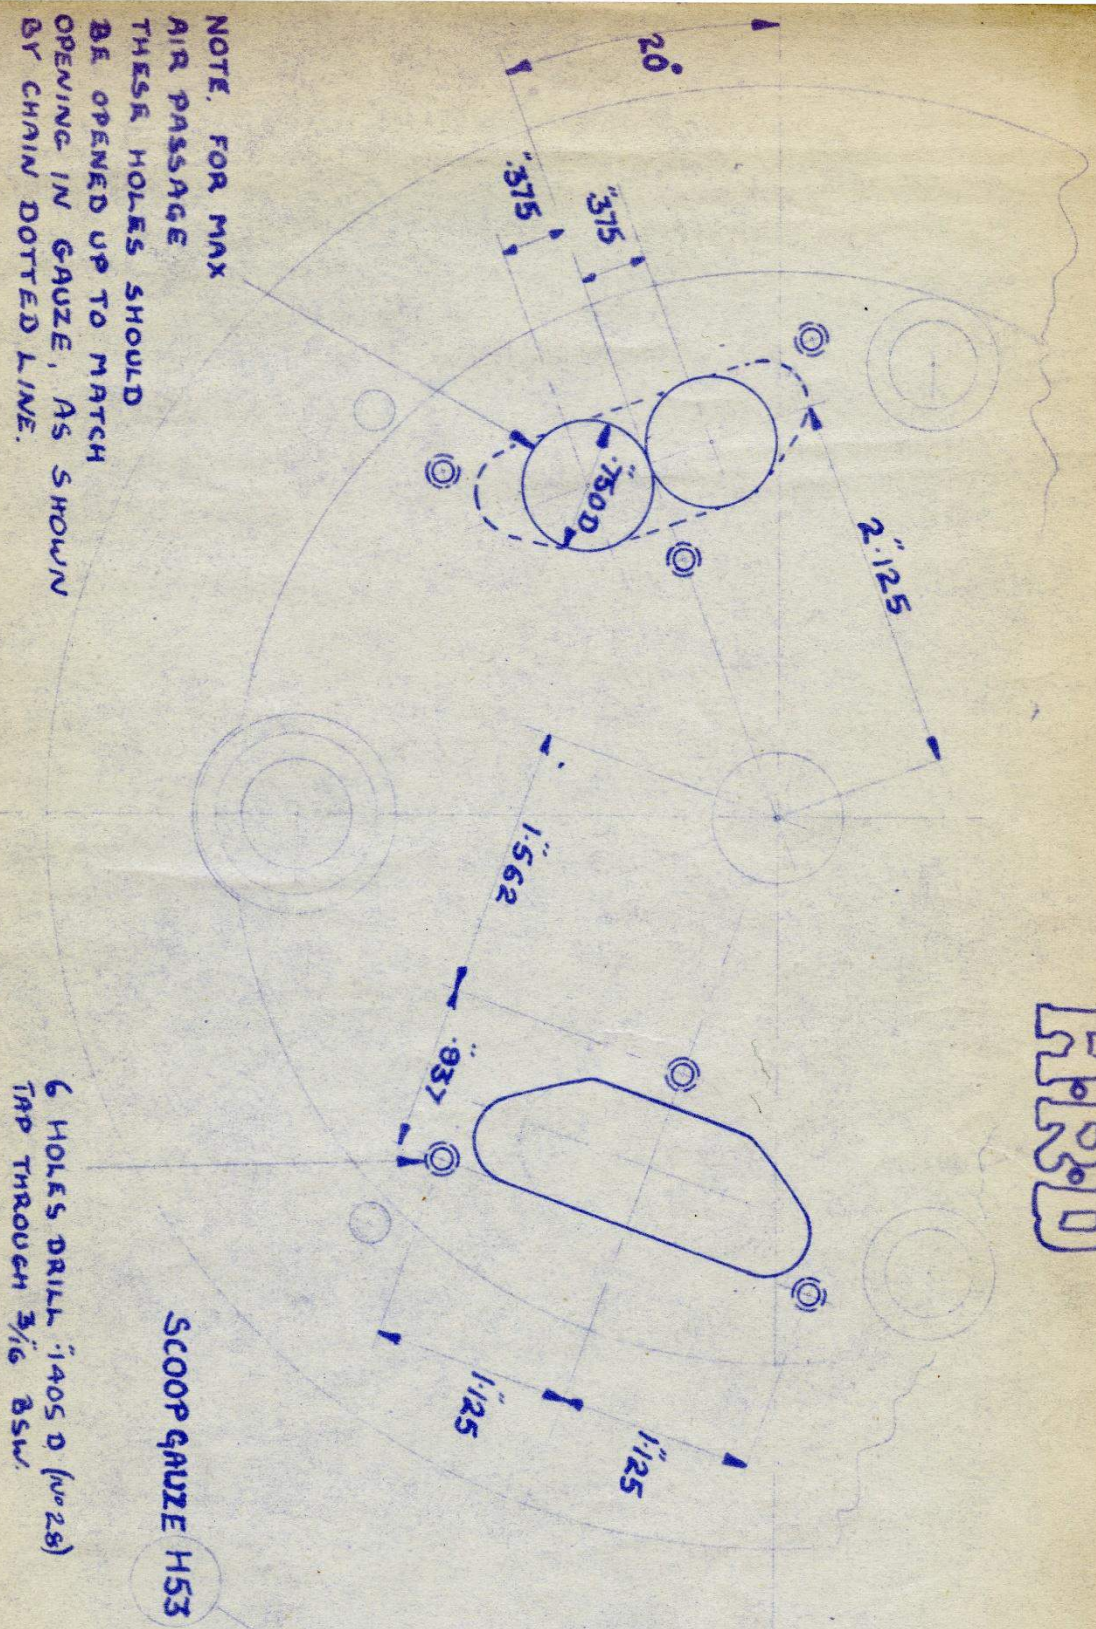 H·R·D
20°
".375
".375
".750 D
2".125
1".562
".837
1".125
1".125
NOTE. FOR MAX
AIR PASSAGE
THESE HOLES SHOULD
BE OPENED UP TO MATCH
OPENING IN GAUZE, AS SHOWN
BY CHAIN DOTTED LINE.
SCOOP GAUZE H53
6 HOLES DRILL ".1405 D (No 28)
TAP THROUGH 3/16" BSW.